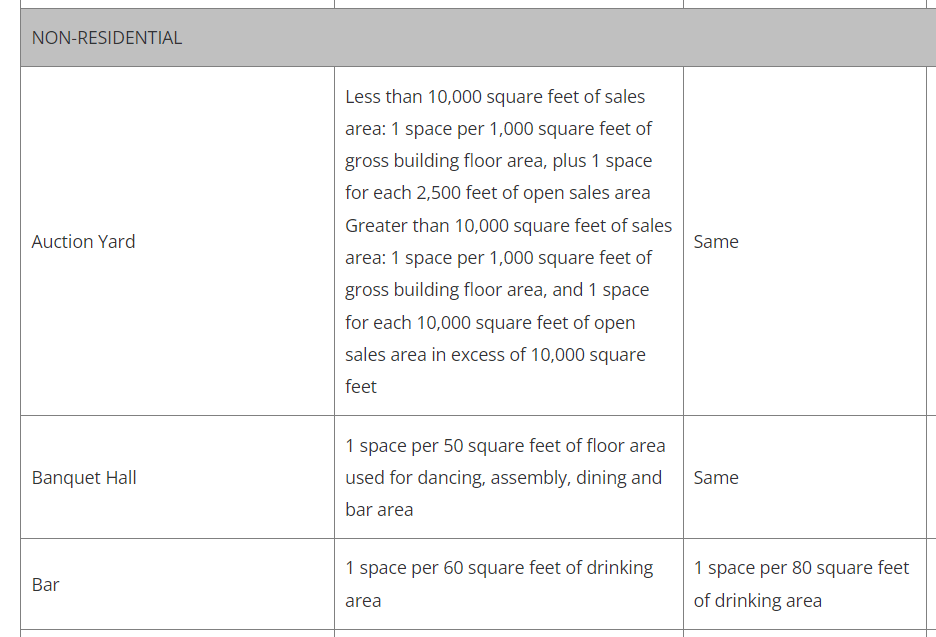 NON-RESIDENTIAL
Auction Yard
Less than 10,000 square feet of sales
area: 1 space per 1,000 square feet of
gross building floor area, plus 1 space
for each 2,500 feet of open sales area
Greater than 10,000 square feet of sales
area: 1 space per 1,000 square feet of
gross building floor area, and 1 space
for each 10,000 square feet of open
sales area in excess of 10,000 square
feet
Same
Banquet Hall
1 space per 50 square feet of floor area
used for dancing, assembly, dining and
bar area
Same
Bar
1 space per 60 square feet of drinking
area
1 space per 80 square feet
of drinking area